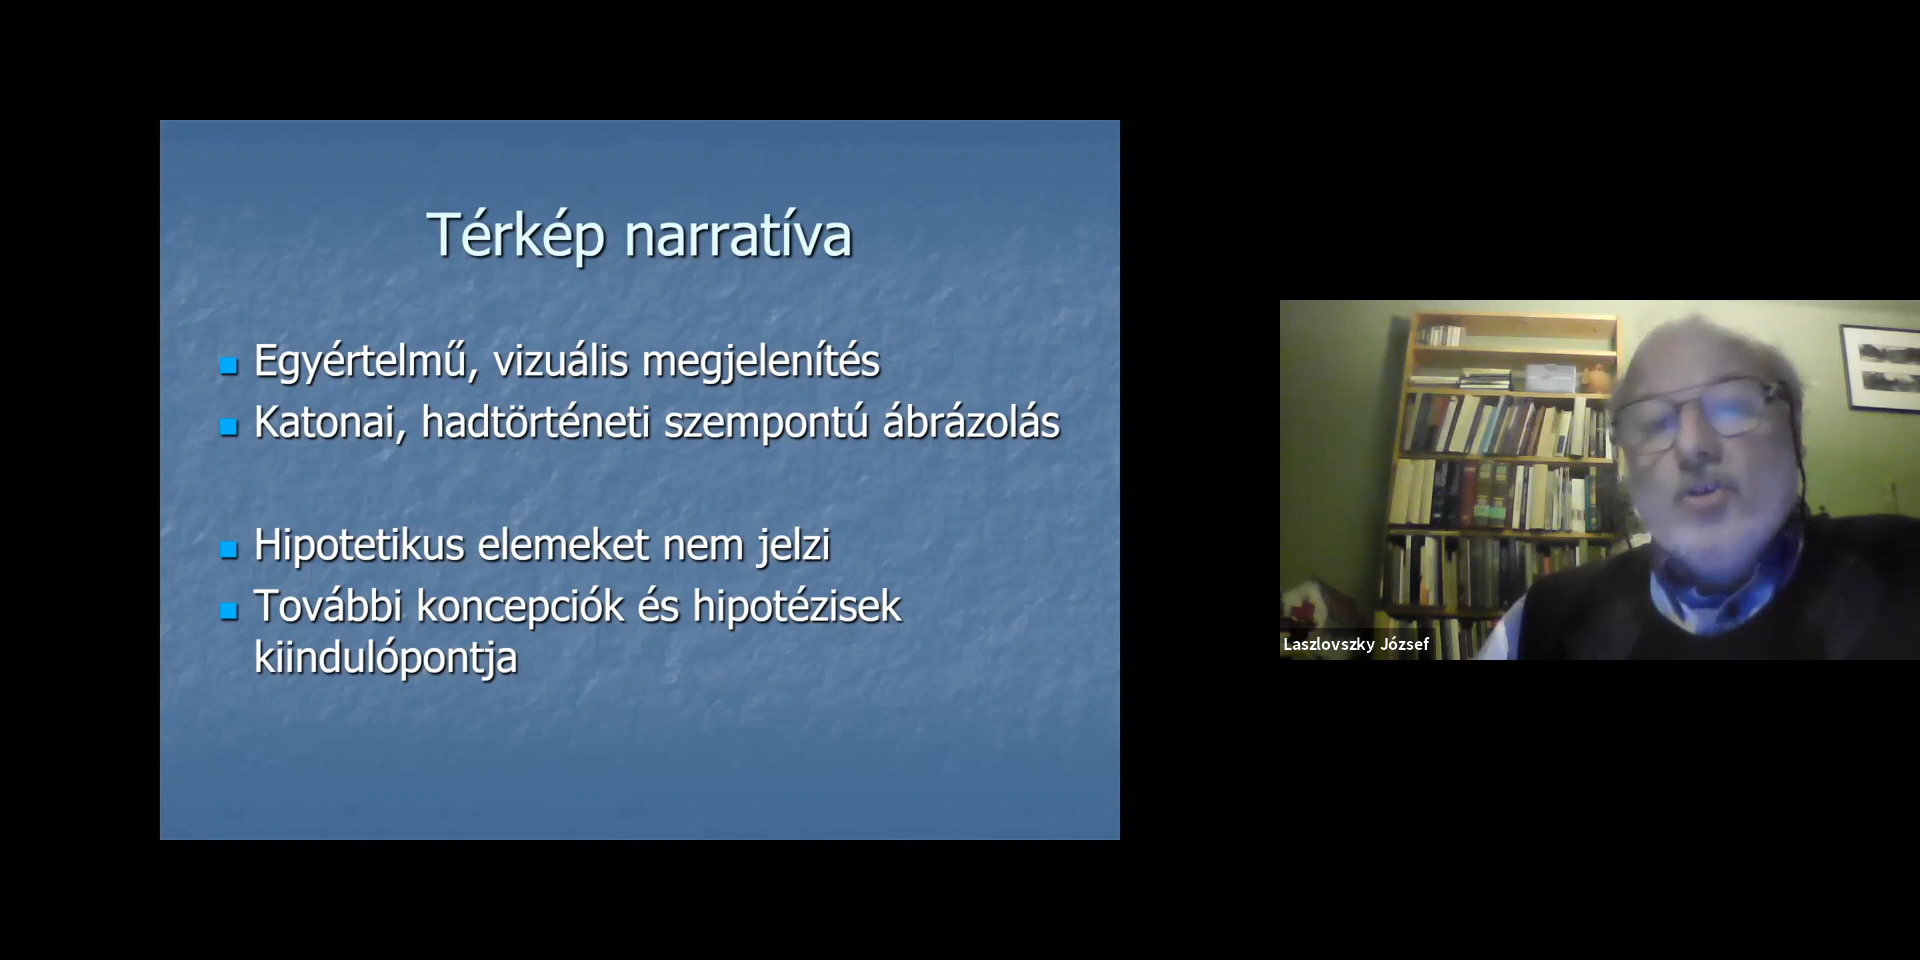 Térkép narratíva
Egyértelmű, vizuális megjelenítés
Katonai, hadtörténeti szempontú ábrázolás
Hipotetikus elemeket nem jelzi
További koncepciók és hipotézisek
kiindulópontja
Laszlovszky József